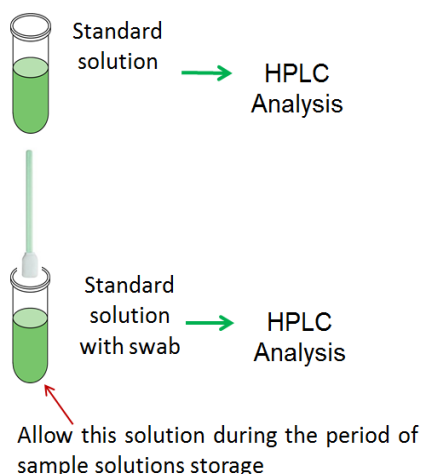 Standard
solution
HPLC
Analysis
Standard
solution
with swab
HPLC
Analysis
Allow this solution during the period of
sample solutions storage